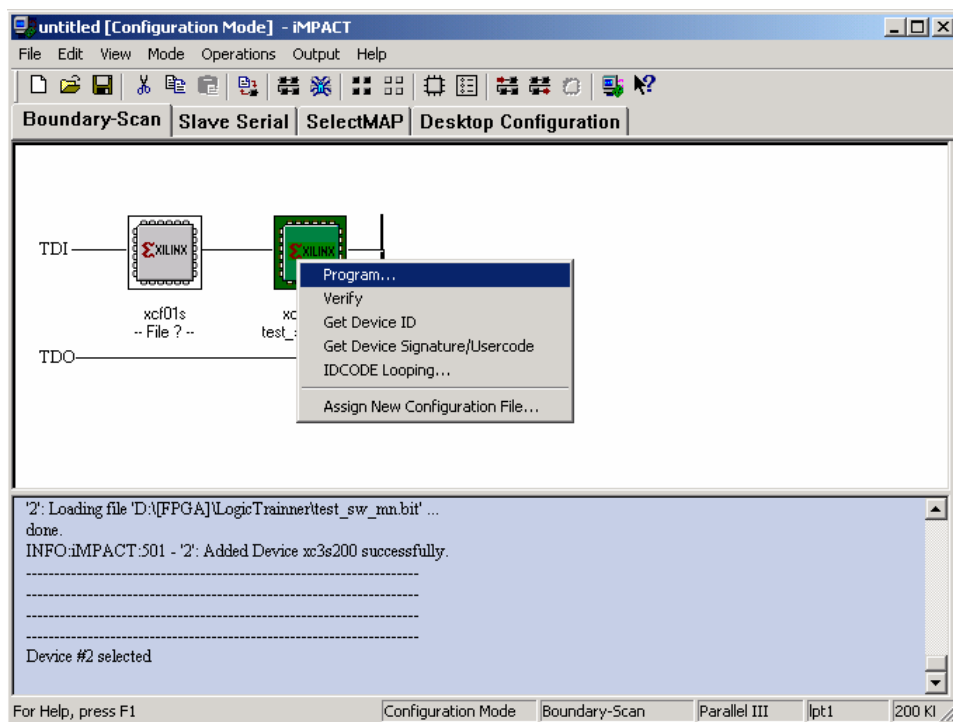 untitled [Configuration Mode] - iMPACT
File Edit View Mode Operations Output Help
Boundary-Scan Slave Serial SelectMAP Desktop Configuration
TDI
XILINX XILINX
xcf01s xc
-- File ? -- test_
TDO
Program...
Verify
Get Device ID
Get Device Signature/Usercode
IDCODE Looping...
Assign New Configuration File...
'2': Loading file 'D:\[FPGA]\LogicTrainner\test_sw_mn.bit' ...
done.
INFO:iMPACT:501 - '2': Added Device xc3s200 successfully.
----------------------------------------------------------------------
----------------------------------------------------------------------
----------------------------------------------------------------------
----------------------------------------------------------------------
Device #2 selected
For Help, press F1 Configuration Mode Boundary-Scan Parallel III lpt1 200 K